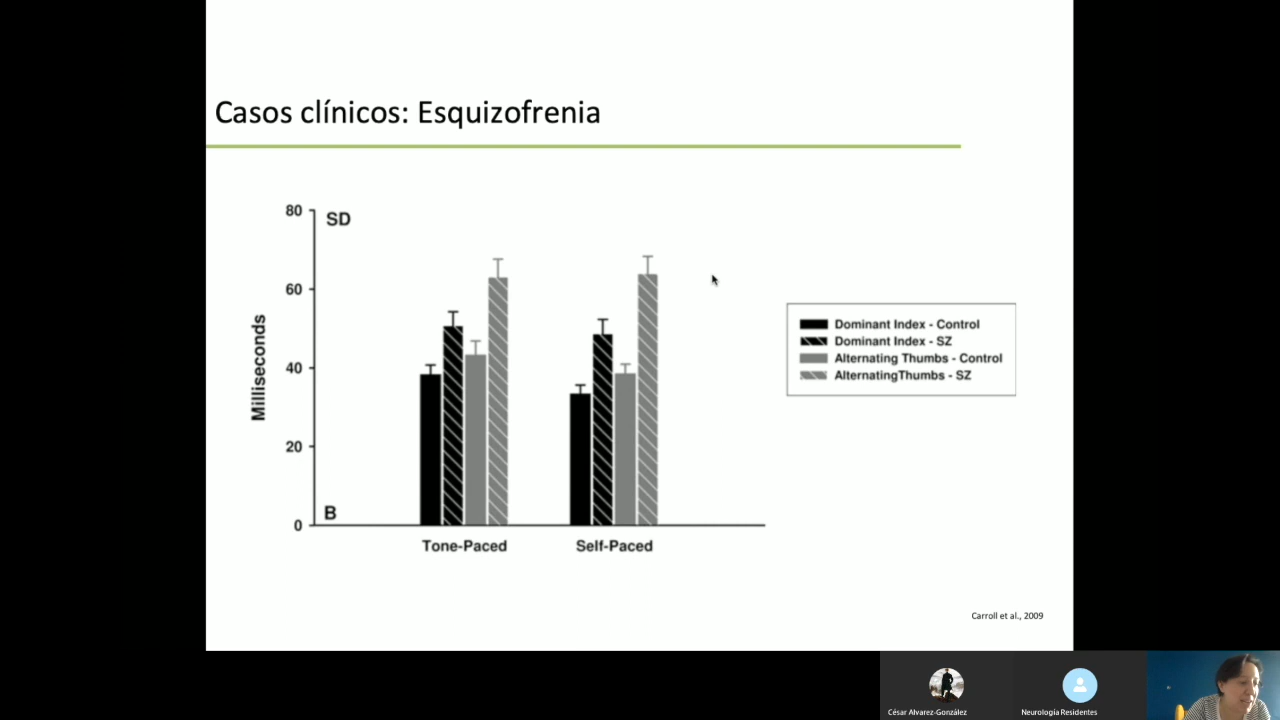 Casos clínicos: Esquizofrenia
80
SD
60
40
20
0
B
Milliseconds
Tone-Paced
Self-Paced
Dominant Index - Control
Dominant Index - SZ
Alternating Thumbs - Control
AlternatingThumbs - SZ
Carroll et al., 2009
César Alvarez-González
Neurología Residentes